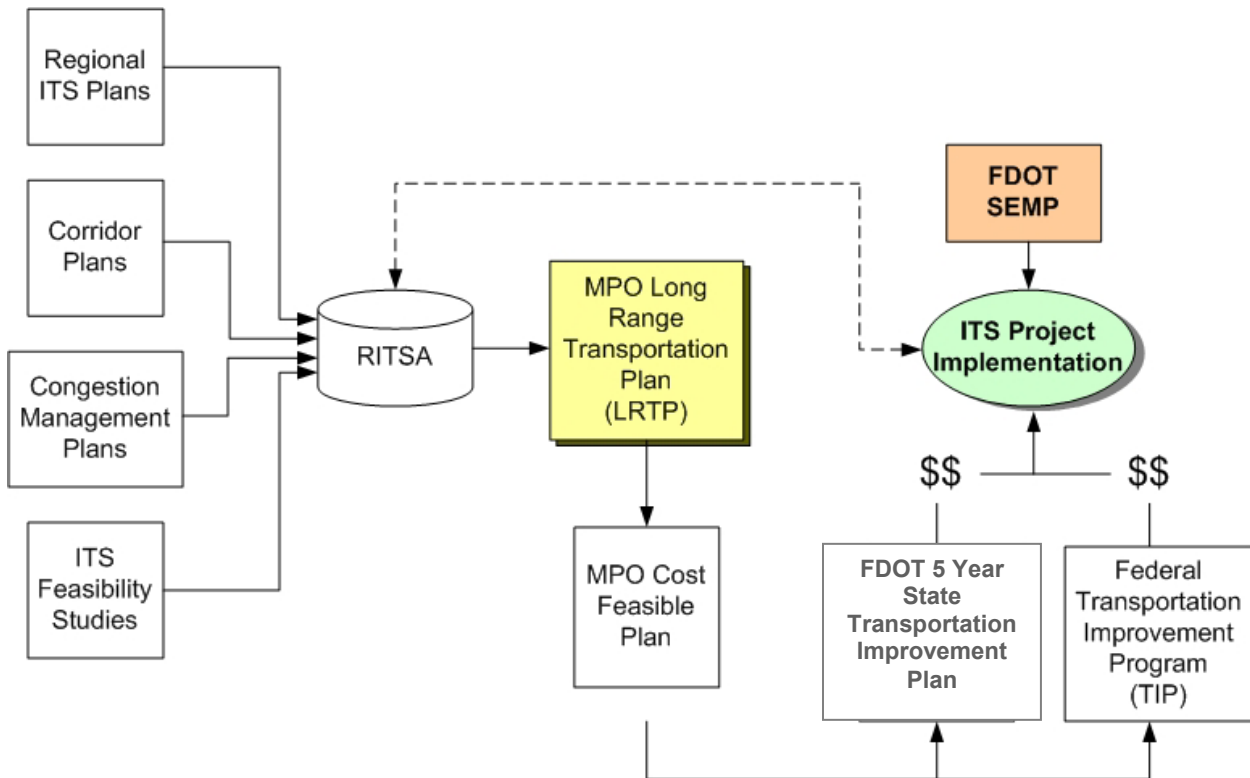 Regional
ITS Plans
Corridor
Plans
Congestion
Management
Plans
ITS
Feasibility
Studies
RITSA
MPO Long
Range
Transportation
Plan
(LRTP)
MPO Cost
Feasible
Plan
FDOT
SEMP
ITS Project
Implementation
$$
$$
FDOT 5 Year
State
Transportation
Improvement
Plan
Federal
Transportation
Improvement
Program
(TIP)